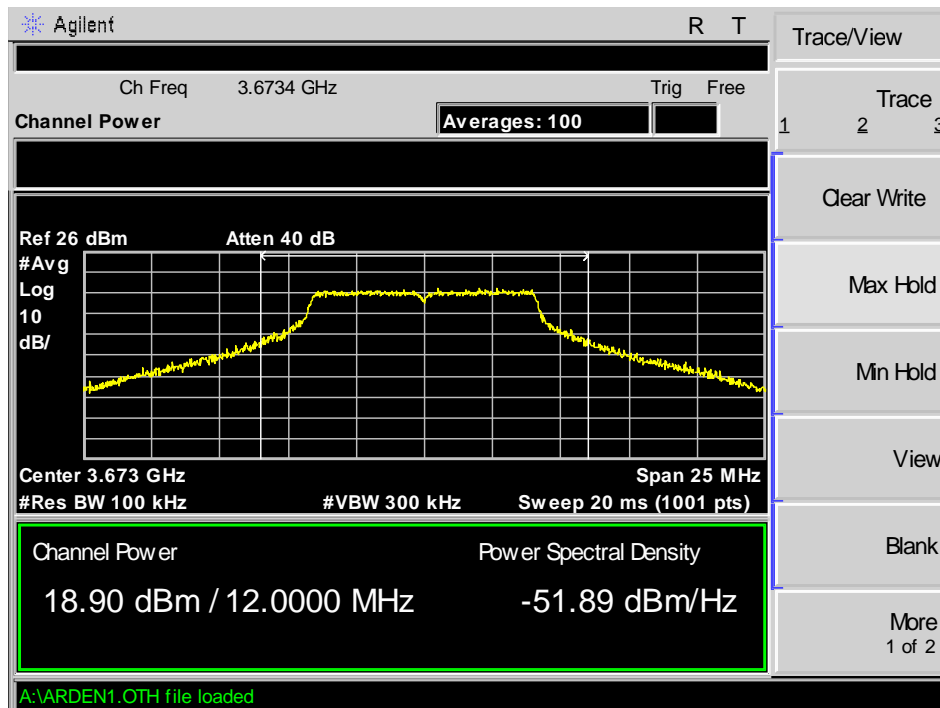 Agilent R T
Trace/View
Ch Freq 3.6734 GHz Trig Free
Channel Power Averages: 100
Trace
1 2 3
Clear Write
Ref 26 dBm Atten 40 dB
#Avg
Log
10
dB/
Max Hold
Min Hold
View
Center 3.673 GHz Span 25 MHz
#Res BW 100 kHz #VBW 300 kHz Sweep 20 ms (1001 pts)
Channel Power Power Spectral Density
18.90 dBm / 12.0000 MHz -51.89 dBm/Hz
Blank
More
1 of 2
A:\ARDEN1.OTH file loaded